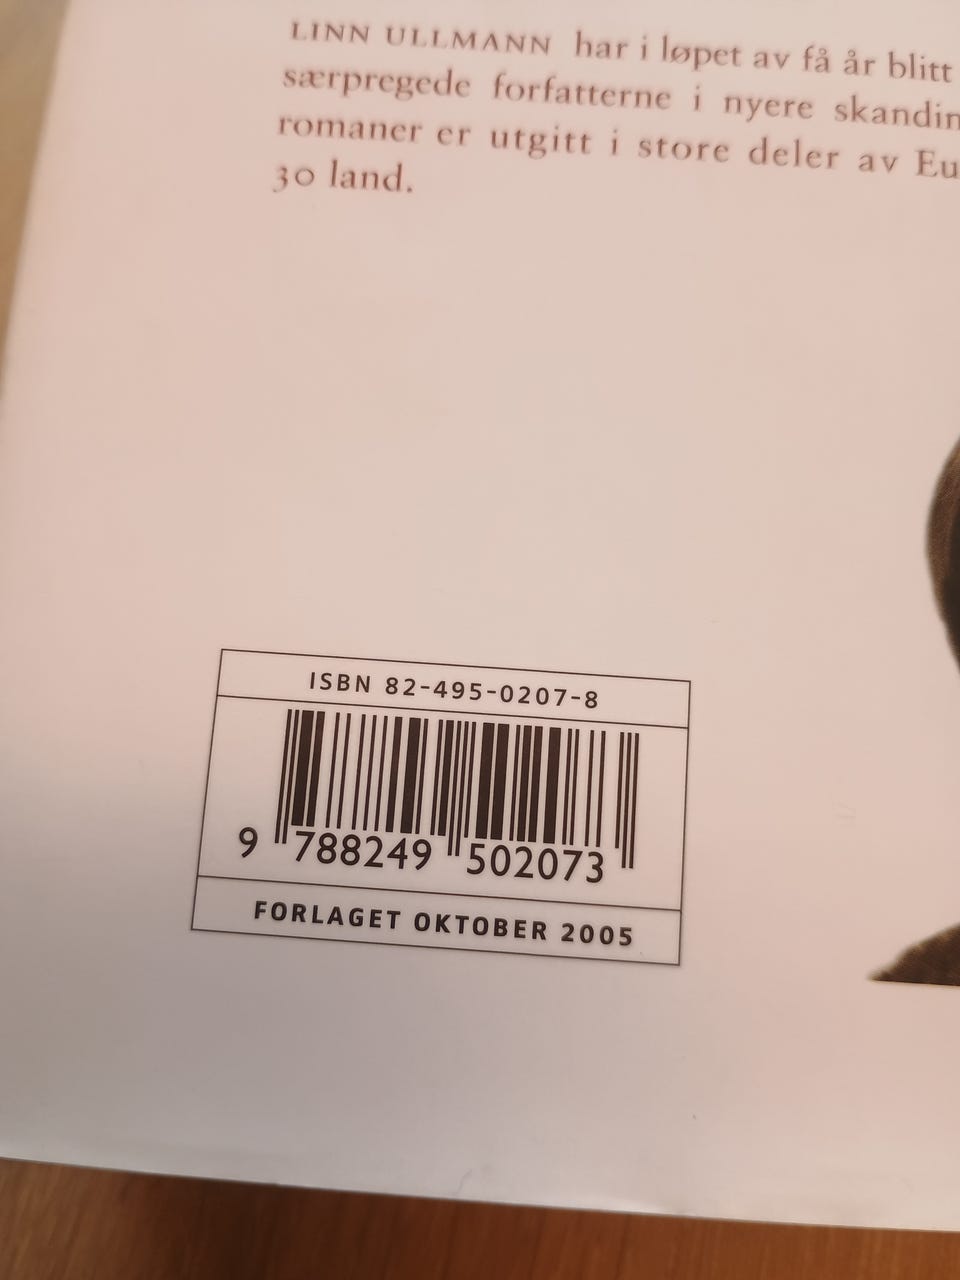 LINN ULLMANN har i løpet av få år blitt
særpregede forfatterne i nyere skandin
romaner er utgitt i store deler av Eu
30 land.
ISBN 82-495-0207-8
9 788249 502073
FORLAGET OKTOBER 2005